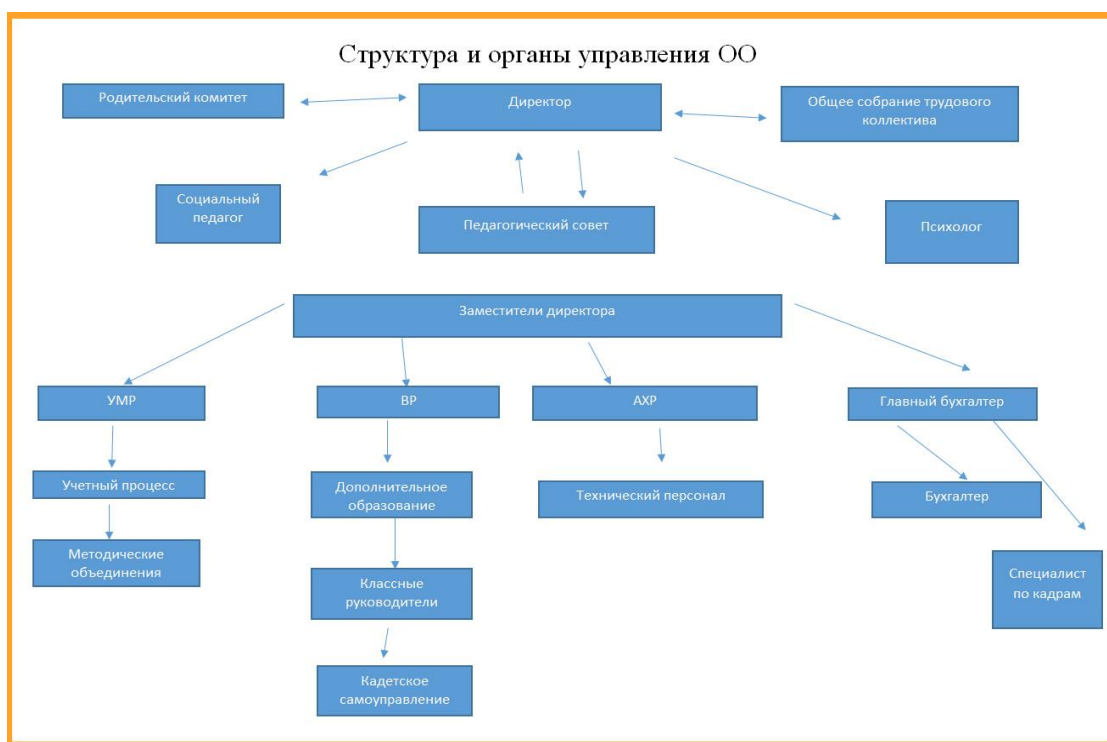 Структура и органы управления ОО
Родительский комитет
Директор
Общее собрание трудового
коллектива
Социальный
педагог
Педагогический совет
Психолог
Заместители директора
УМР
ВР
АХР
Главный бухгалтер
Учетный процесс
Дополнительное
образование
Технический персонал
Бухгалтер
Методические
объединения
Классные
руководители
Специалист
по кадрам
Кадетское
самоуправление